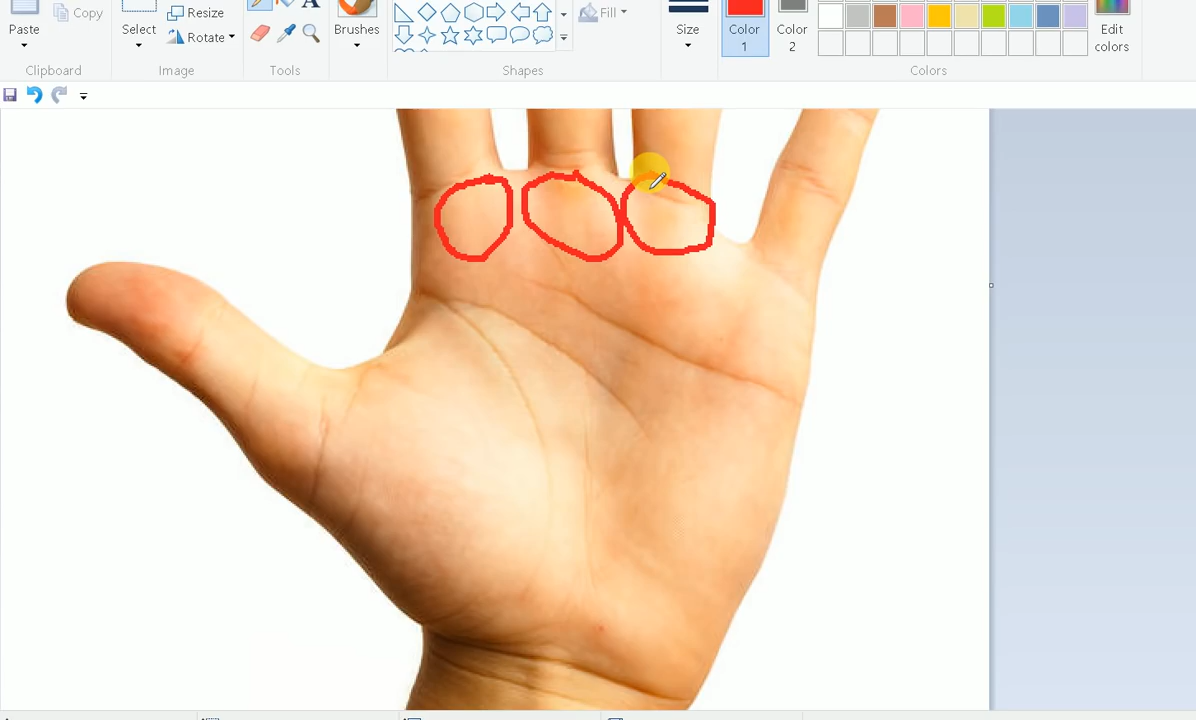 Resize
Paste
Copy
Select
Rotate
Brushes
Fill
Size
Color
1
Color
2
Edit
colors
Clipboard
Image
Tools
Shapes
Colors